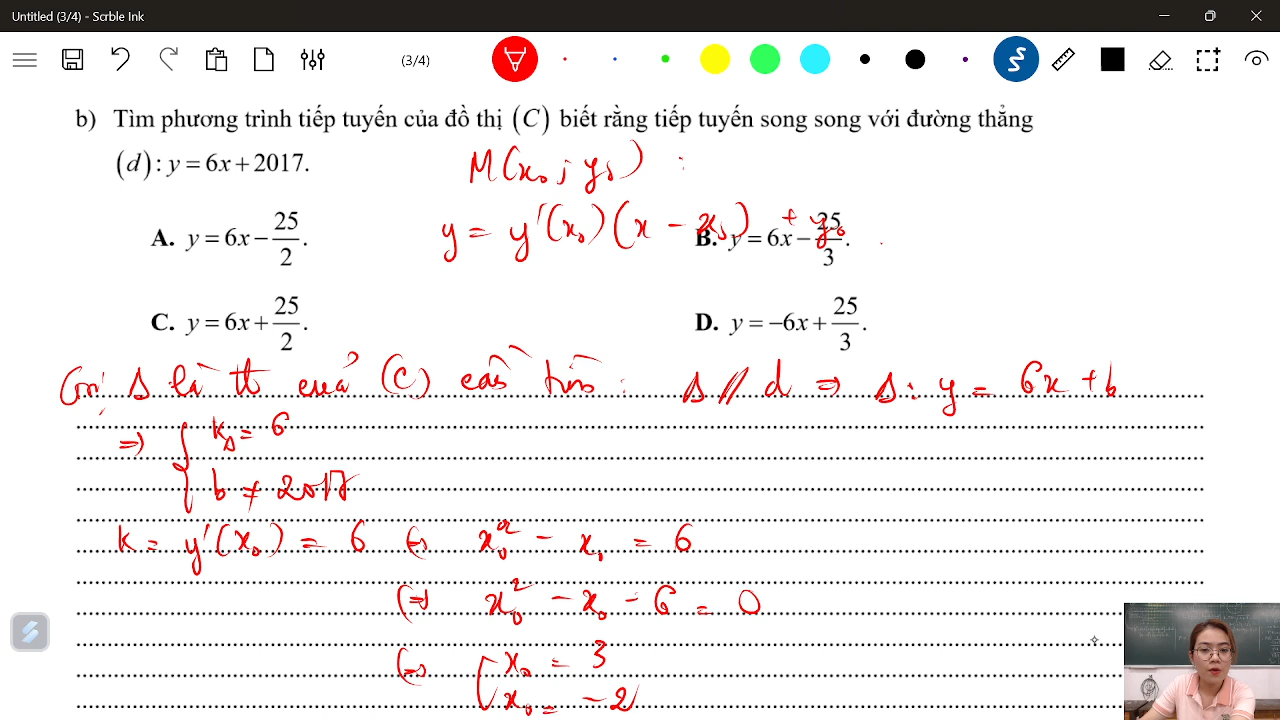 Untitled (3/4) - Scrble Ink
(3/4)
b) Tìm phương trình tiếp tuyến của đồ thị (C) biết rằng tiếp tuyến song song với đường thẳng
(d): y = 6x + 2017.
M(x₀; y₀) :
y = y'(x₀)(x - x₀) + y₀
A. y = 6x - 25/2.
B. y = 6x - 25/3.
C. y = 6x + 25/2.
D. y = -6x + 25/3.
Gọi Δ là tt của (C) cần tìm : Δ // d ⇒ Δ: y = 6x + b
⇒ { k_Δ = 6
b ≠ 2017
k = y'(x₀) = 6 ⇔ x₀² - x₀ = 6
⇔ x₀² - x₀ - 6 = 0
⇔ [ x₀ = 3
x₀ = -2